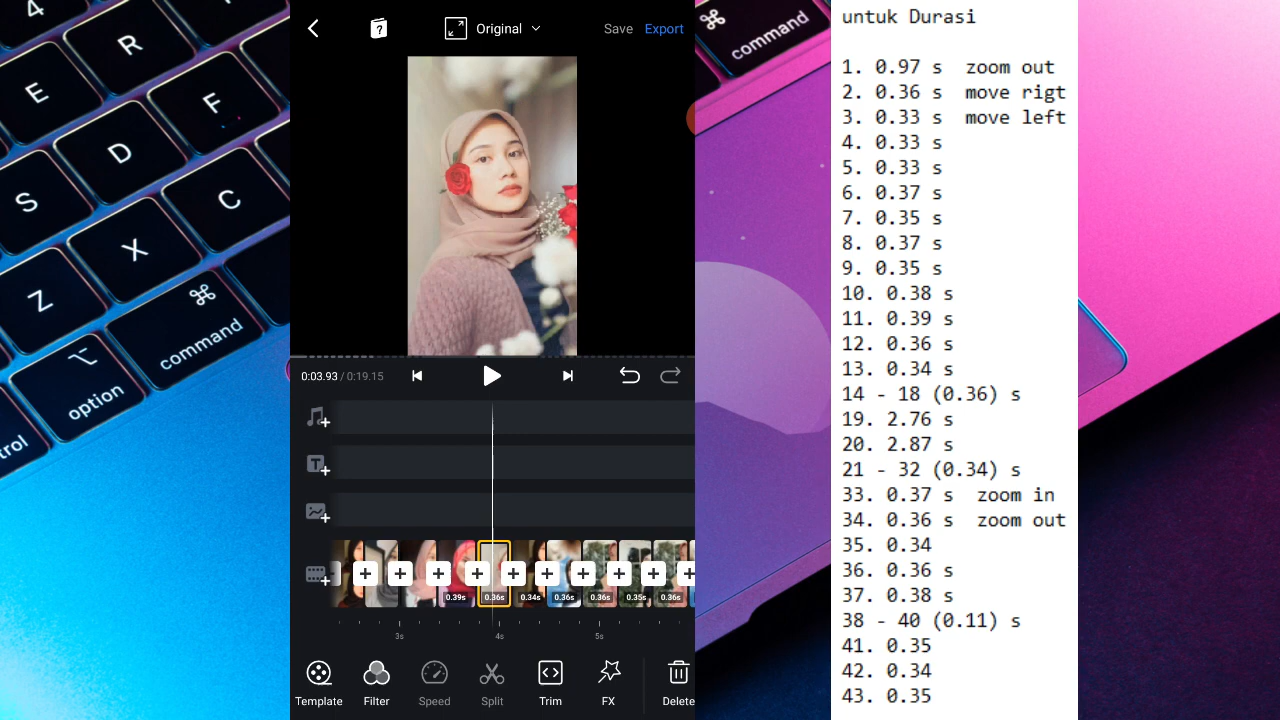 4
R
E
F
D
S
C
X
Z
⌘
command
⌥
option
trol
?
Original
Save
Export
0:03.93 / 0:19.15
T
0.39s
0.36s
0.34s
0.36s
0.36s
0.35s
0.36s
3s
4s
5s
Template
Filter
Speed
Split
Trim
FX
Delete
⌘
command
untuk Durasi
1. 0.97 s zoom out
2. 0.36 s move rigt
3. 0.33 s move left
4. 0.33 s
5. 0.33 s
6. 0.37 s
7. 0.35 s
8. 0.37 s
9. 0.35 s
10. 0.38 s
11. 0.39 s
12. 0.36 s
13. 0.34 s
14 - 18 (0.36) s
19. 2.76 s
20. 2.87 s
21 - 32 (0.34) s
33. 0.37 s zoom in
34. 0.36 s zoom out
35. 0.34
36. 0.36 s
37. 0.38 s
38 - 40 (0.11) s
41. 0.35
42. 0.34
43. 0.35